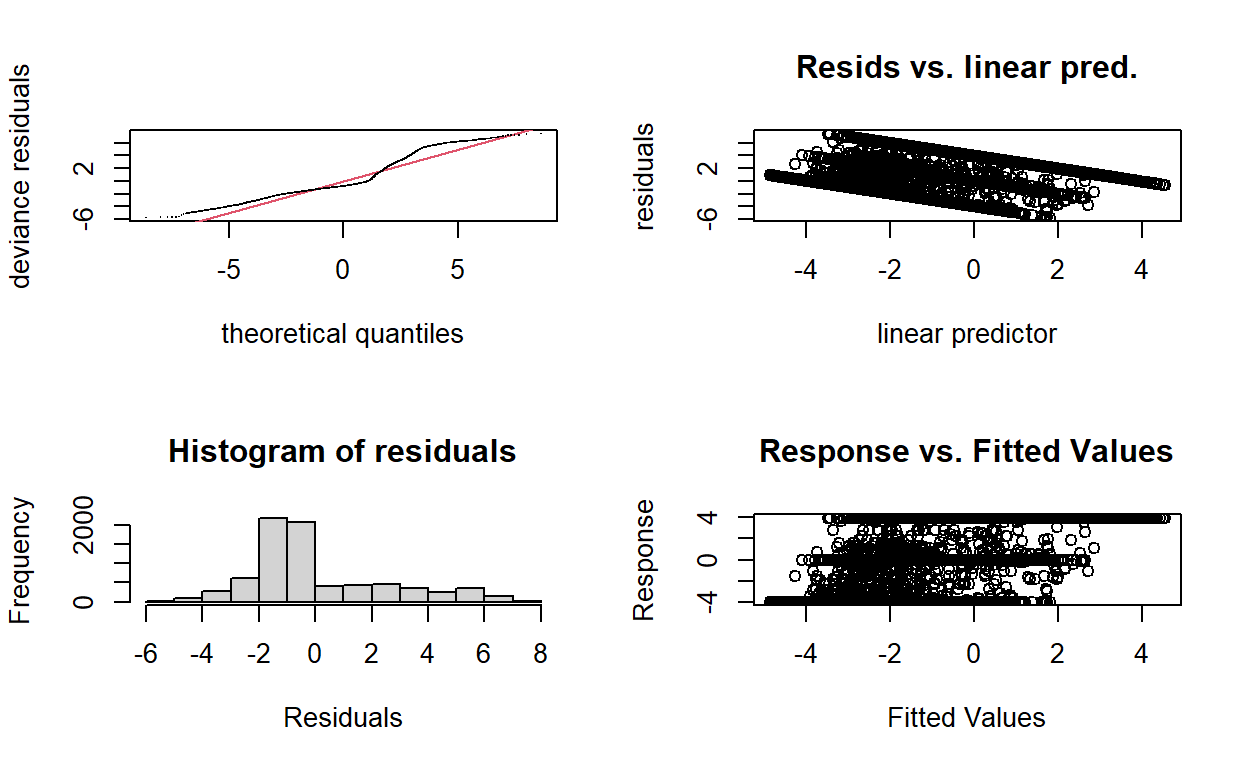 deviance residuals
2
-6
-5 0 5
theoretical quantiles
Resids vs. linear pred.
residuals
2
-6
-4 -2 0 2 4
linear predictor
Histogram of residuals
Frequency
2000
0
-6 -4 -2 0 2 4 6 8
Residuals
Response vs. Fitted Values
Response
4
0
-4
-4 -2 0 2 4
Fitted Values